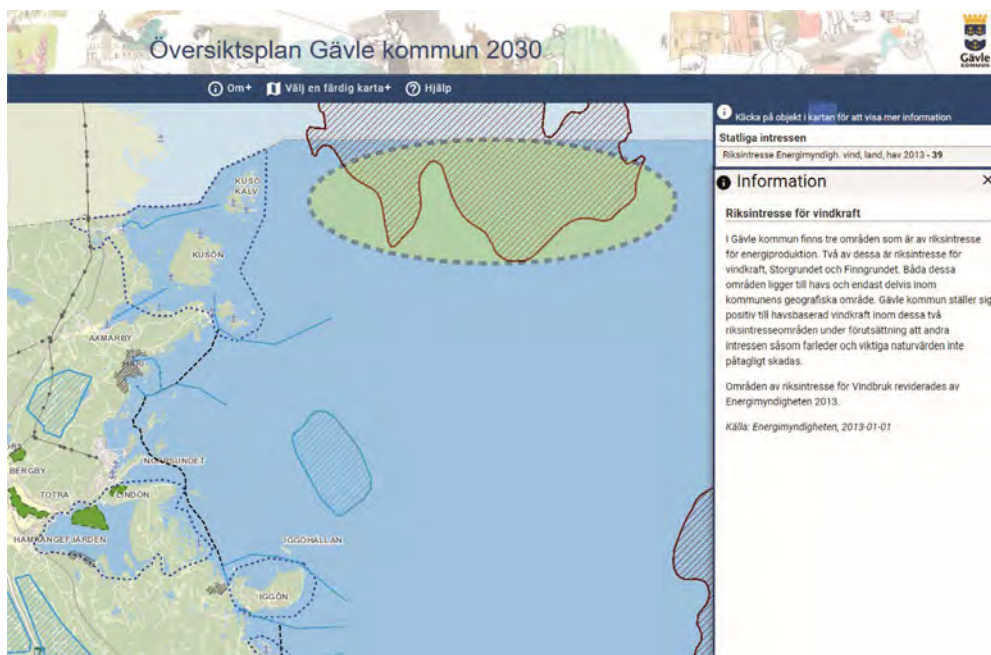 Översiktsplan Gävle kommun 2030
Gävle
KOMMUN
Om+
Välj en färdig karta+
Hjälp
Klicka på objekt i kartan för att visa mer information
Statliga intressen
Riksintresse Energimyndigh. vind, land, hav 2013 - 39
Information
Riksintresse för vindkraft
I Gävle kommun finns tre områden som är av riksintresse
för energiproduktion. Två av dessa är riksintresse för
vindkraft, Storgrundet och Finngrundet. Båda dessa
områden ligger till havs och endast delvis inom
kommunens geografiska område. Gävle kommun ställer sig
positiv till havsbaserad vindkraft inom dessa två
riksintresseområden under förutsättning att andra
intressen såsom farleder och viktiga naturvärden inte
påtagligt skadas.
Områden av riksintresse för Vindbruk reviderades av
Energimyndigheten 2013.
Källa: Energimyndigheten, 2013-01-01
KUSÖ
KALV
KUSÖN
AXMARBY
BERGBY
TOTRA
LINDÖN
HAMRÅNGEFJÄRDEN
IGGÖHÄLLAN
IGGÖN